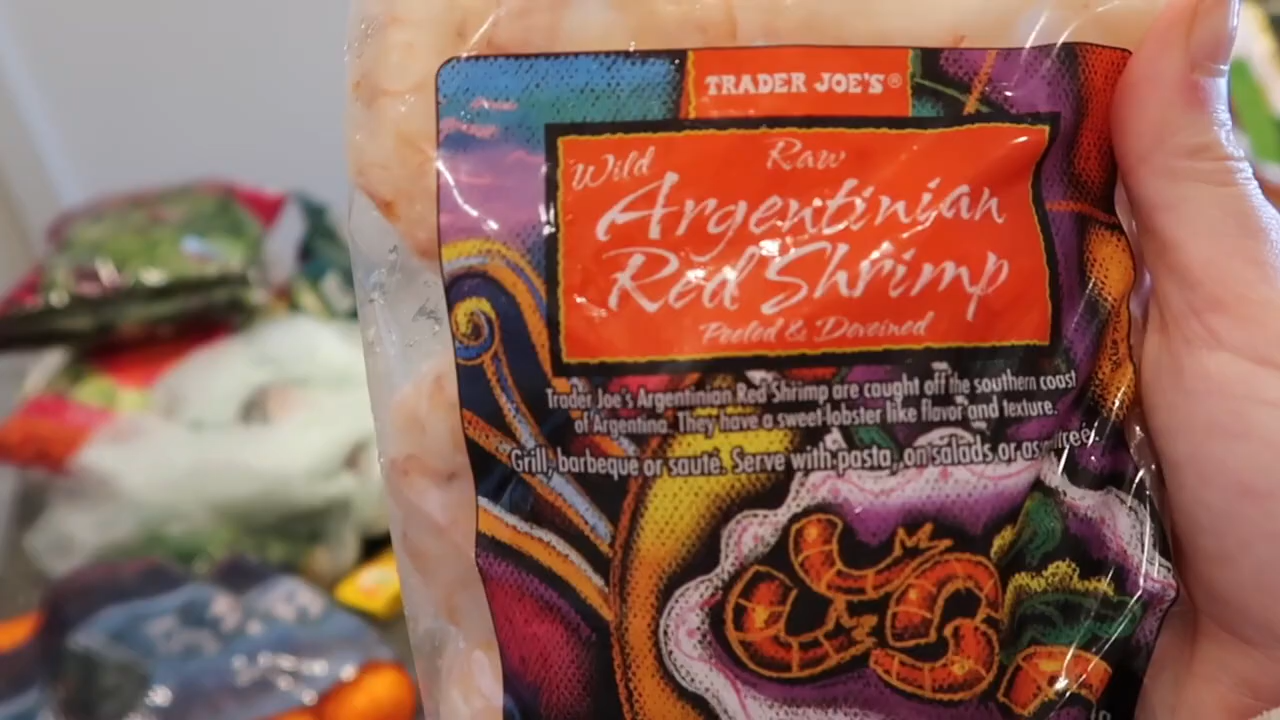 TRADER JOE'S®
Wild Raw
Argentinian
Red Shrimp
Peeled & Deveined
Trader Joe's Argentinian Red Shrimp are caught off the southern coast
of Argentina. They have a sweet lobster like flavor and texture.
Grill, barbeque or sauté. Serve with pasta, on salads or as